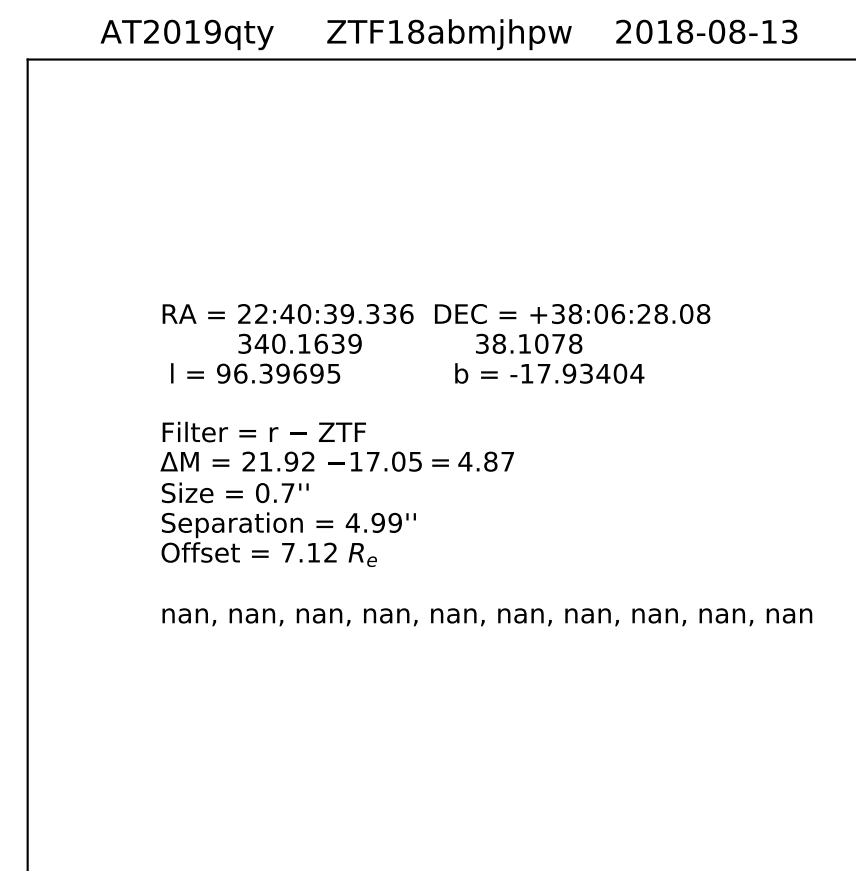 AT2019qty ZTF18abmjhpw 2018-08-13
RA = 22:40:39.336 DEC = +38:06:28.08
340.1639 38.1078
l = 96.39695 b = -17.93404
Filter = r − ZTF
ΔM = 21.92 −17.05 = 4.87
Size = 0.7''
Separation = 4.99''
Offset = 7.12 Re
nan, nan, nan, nan, nan, nan, nan, nan, nan, nan